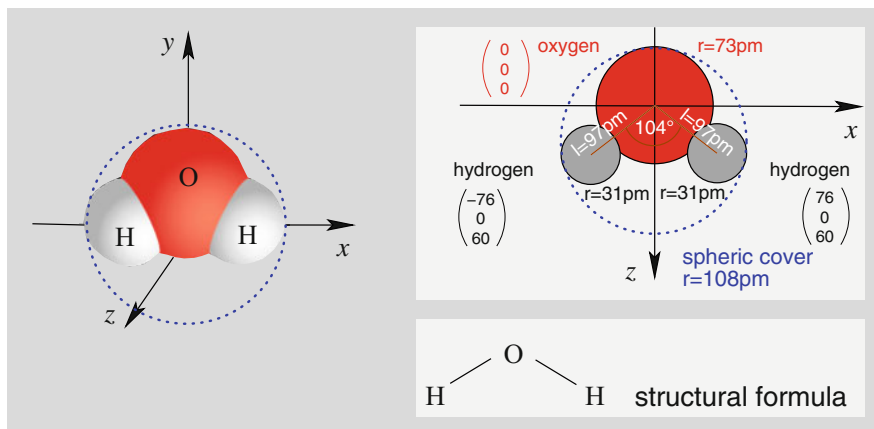 y
O
H
H
x
z
( 0 0 0 ) oxygen
r=73pm
x
l=97pm
104°
l=97pm
hydrogen
( −76 0 60 )
r=31pm
r=31pm
hydrogen
( 76 0 60 )
z
spheric cover
r=108pm
O
H
H
structural formula